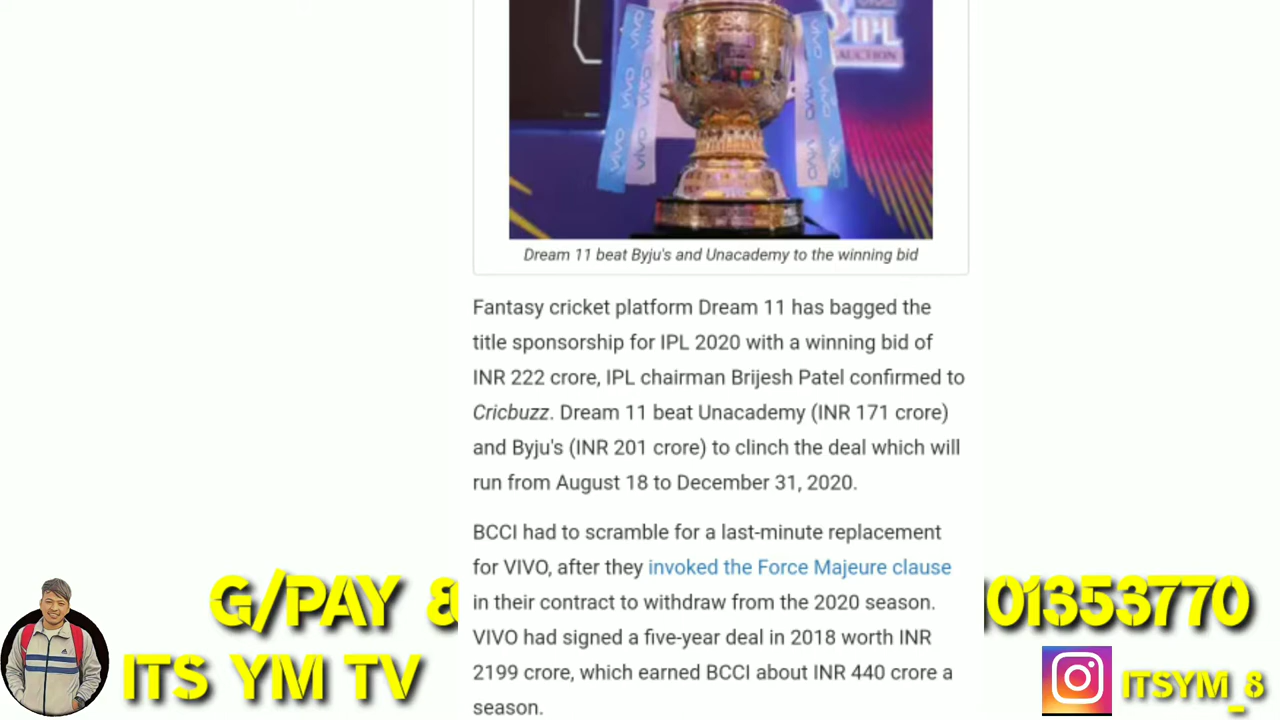 IPL
AUCTION
vivo
vivo
vivo
vivo
vivo
vivo
Dream 11 beat Byju's and Unacademy to the winning bid
Fantasy cricket platform Dream 11 has bagged the
title sponsorship for IPL 2020 with a winning bid of
INR 222 crore, IPL chairman Brijesh Patel confirmed to
Cricbuzz. Dream 11 beat Unacademy (INR 171 crore)
and Byju's (INR 201 crore) to clinch the deal which will
run from August 18 to December 31, 2020.
BCCI had to scramble for a last-minute replacement
for VIVO, after they invoked the Force Majeure clause
in their contract to withdraw from the 2020 season.
VIVO had signed a five-year deal in 2018 worth INR
2199 crore, which earned BCCI about INR 440 crore a
season.
G/PAY & 01353770
ITS YM TV
ITSYM_8